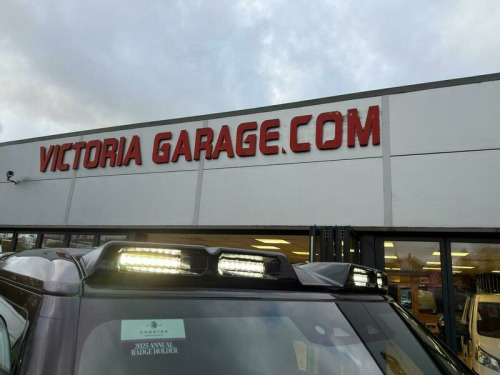 VICTORIA GARAGE.COM
2025 ANNUAL
BADGE HOLDER